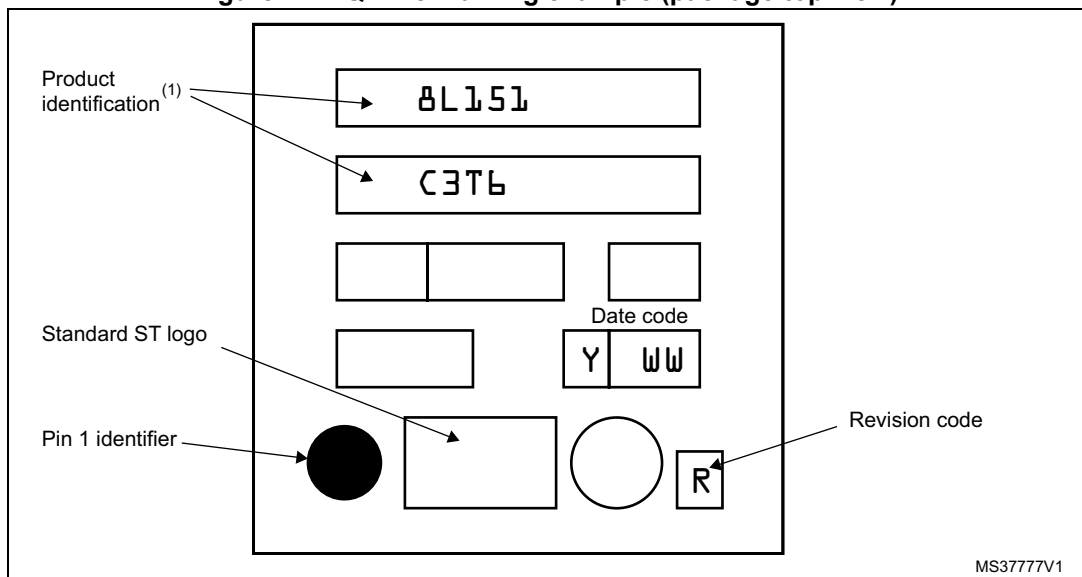 Product
identification (1)
8L151
C3T6
Date code
Standard ST logo
Y WW
Pin 1 identifier
Revision code
R
MS37777V1